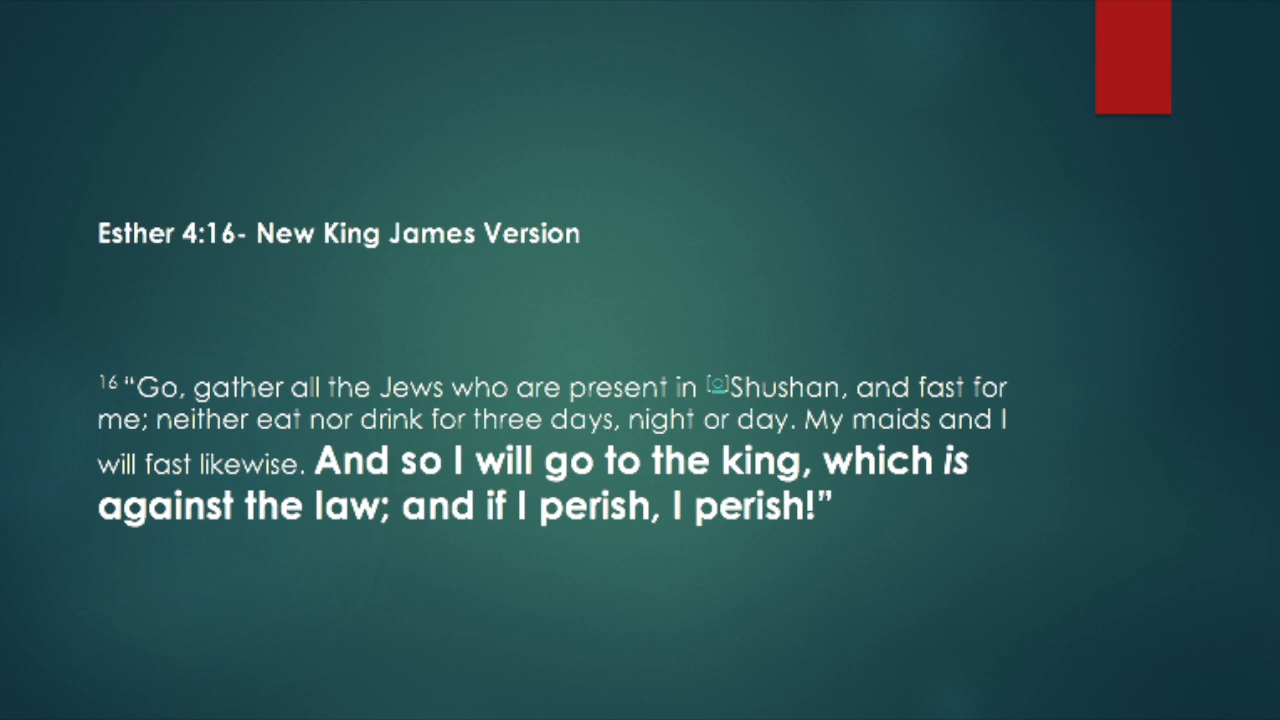 Esther 4:16- New King James Version
16 “Go, gather all the Jews who are present in [a]Shushan, and fast for
me; neither eat nor drink for three days, night or day. My maids and I
will fast likewise. And so I will go to the king, which is
against the law; and if I perish, I perish!”